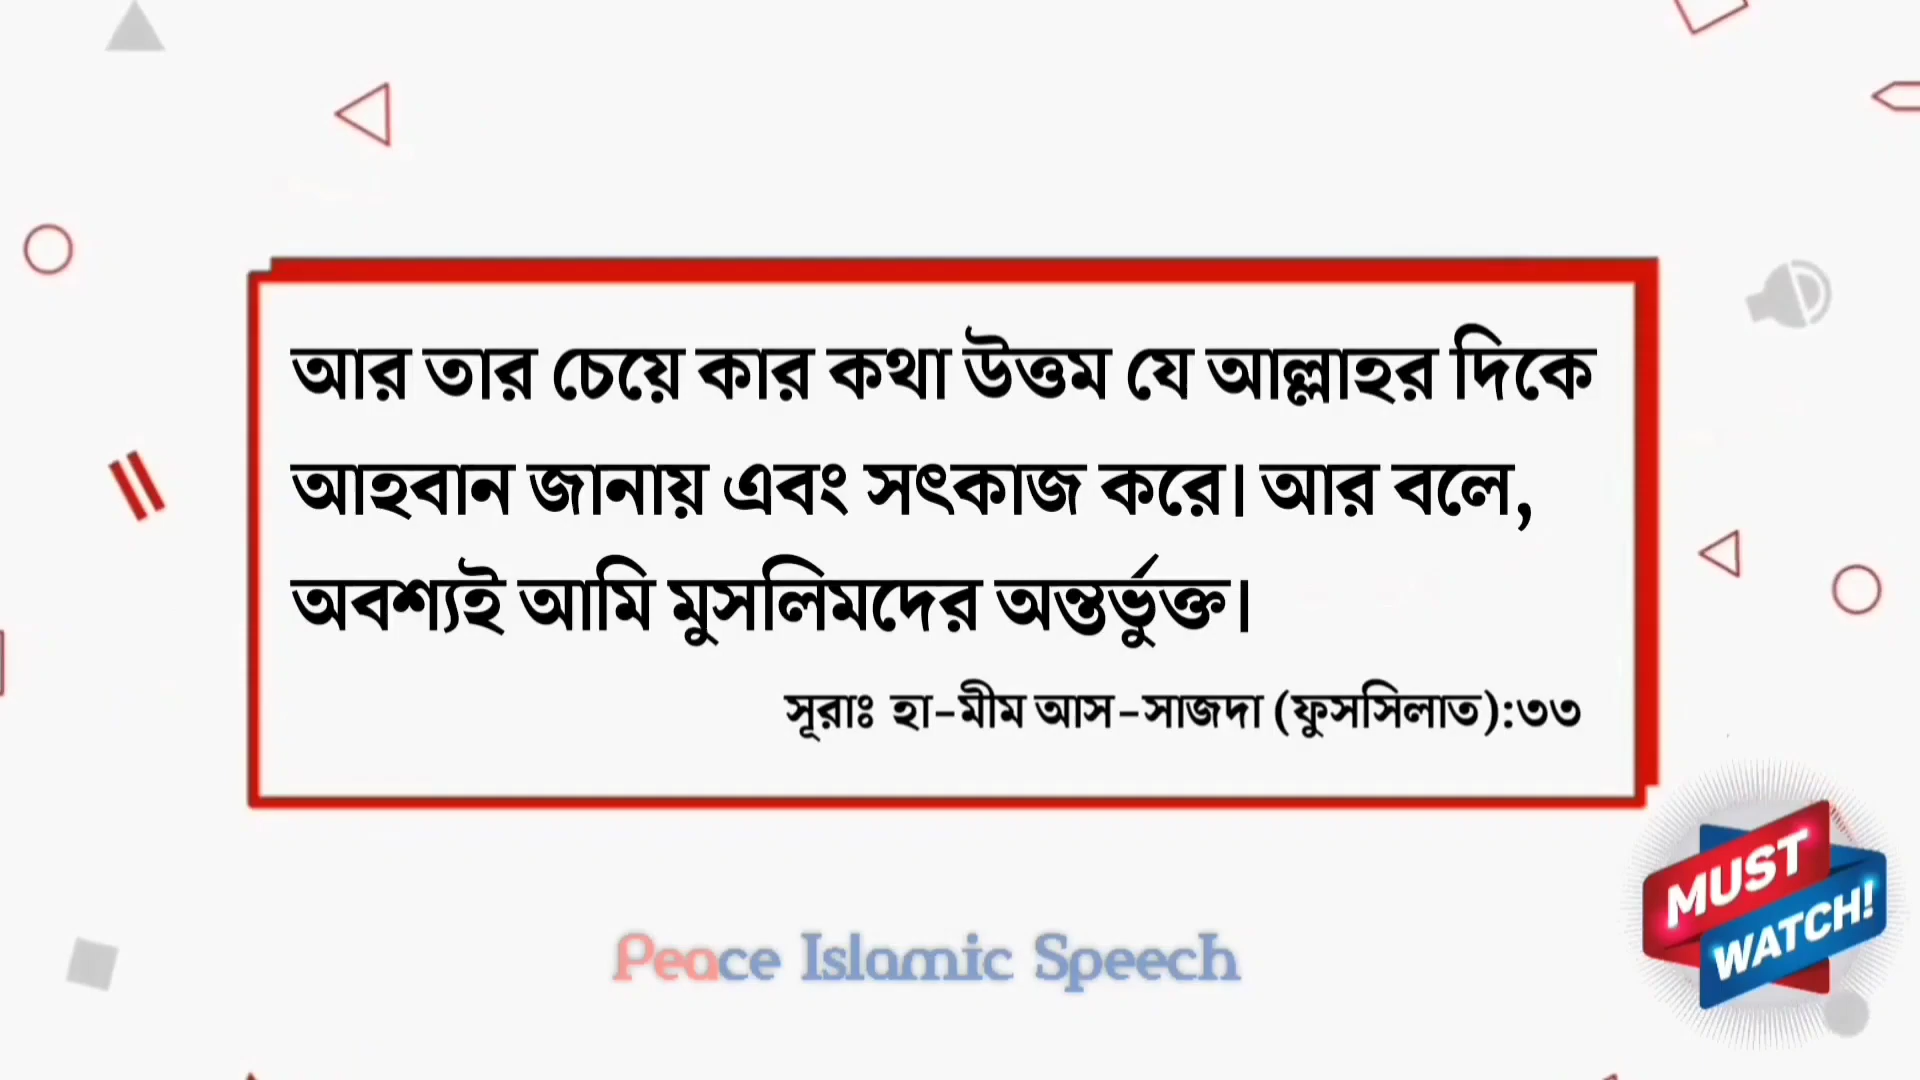 আর তার চেয়ে কার কথা উত্তম যে আল্লাহর দিকে
আহবান জানায় এবং সৎকাজ করে। আর বলে,
অবশ্যই আমি মুসলিমদের অন্তর্ভুক্ত।
সূরাঃ হা-মীম আস-সাজদা (ফুসসিলাত):৩৩
MUST
WATCH!
Peace Islamic Speech